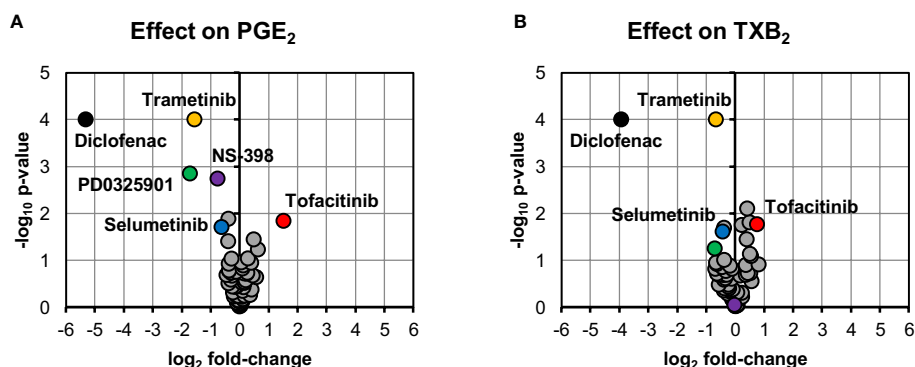 A
Effect on PGE₂
5
4
3
2
1
0
-log₁₀ p-value
Trametinib
Diclofenac
NS-398
PD0325901
Tofacitinib
Selumetinib
-6 -5 -4 -3 -2 -1 0 1 2 3 4 5 6
log₂ fold-change
B
Effect on TXB₂
5
4
3
2
1
0
-log₁₀ p-value
Trametinib
Diclofenac
Selumetinib
Tofacitinib
-6 -5 -4 -3 -2 -1 0 1 2 3 4 5 6
log₂ fold-change